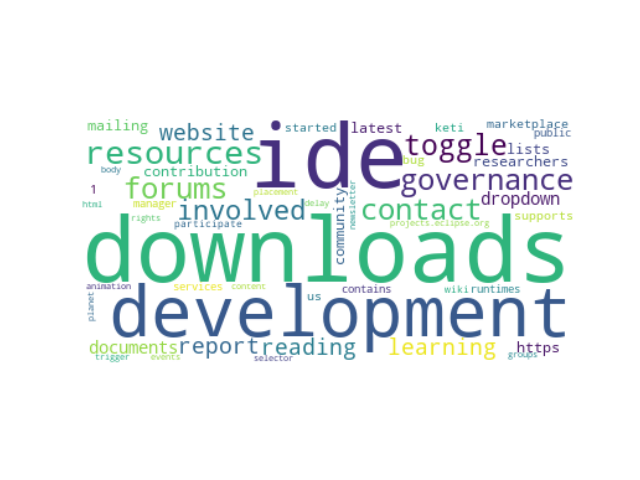 mailing
website
ide
started
latest
keti
marketplace
public
resources
toggle
lists
bug
researchers
body
contribution
forums
governance
1
manager
placement
dropdown
html
involved
rights
participate
delay
community
newsletter
contact
supports
projects.eclipse.org
downloads
animation
services
content
us
contains
wiki
runtimes
planet
development
documents
report
reading
learning
https
trigger
events
selector
groups